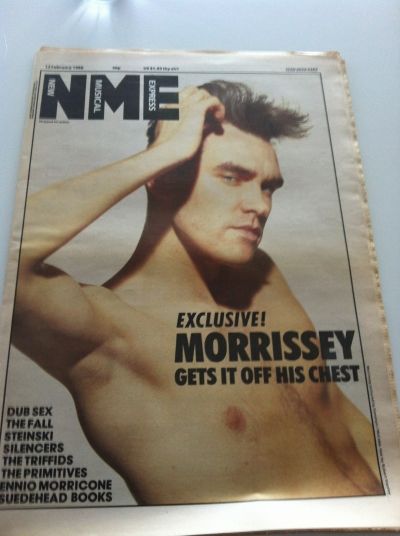 13 February 1988
NME
NEW
MUSICAL
EXPRESS
EXCLUSIVE!
MORRISSEY
GETS IT OFF HIS CHEST
DUB SEX
THE FALL
STEINSKI
SILENCERS
THE TRIFFIDS
THE PRIMITIVES
ENNIO MORRICONE
SUEDEHEAD BOOKS